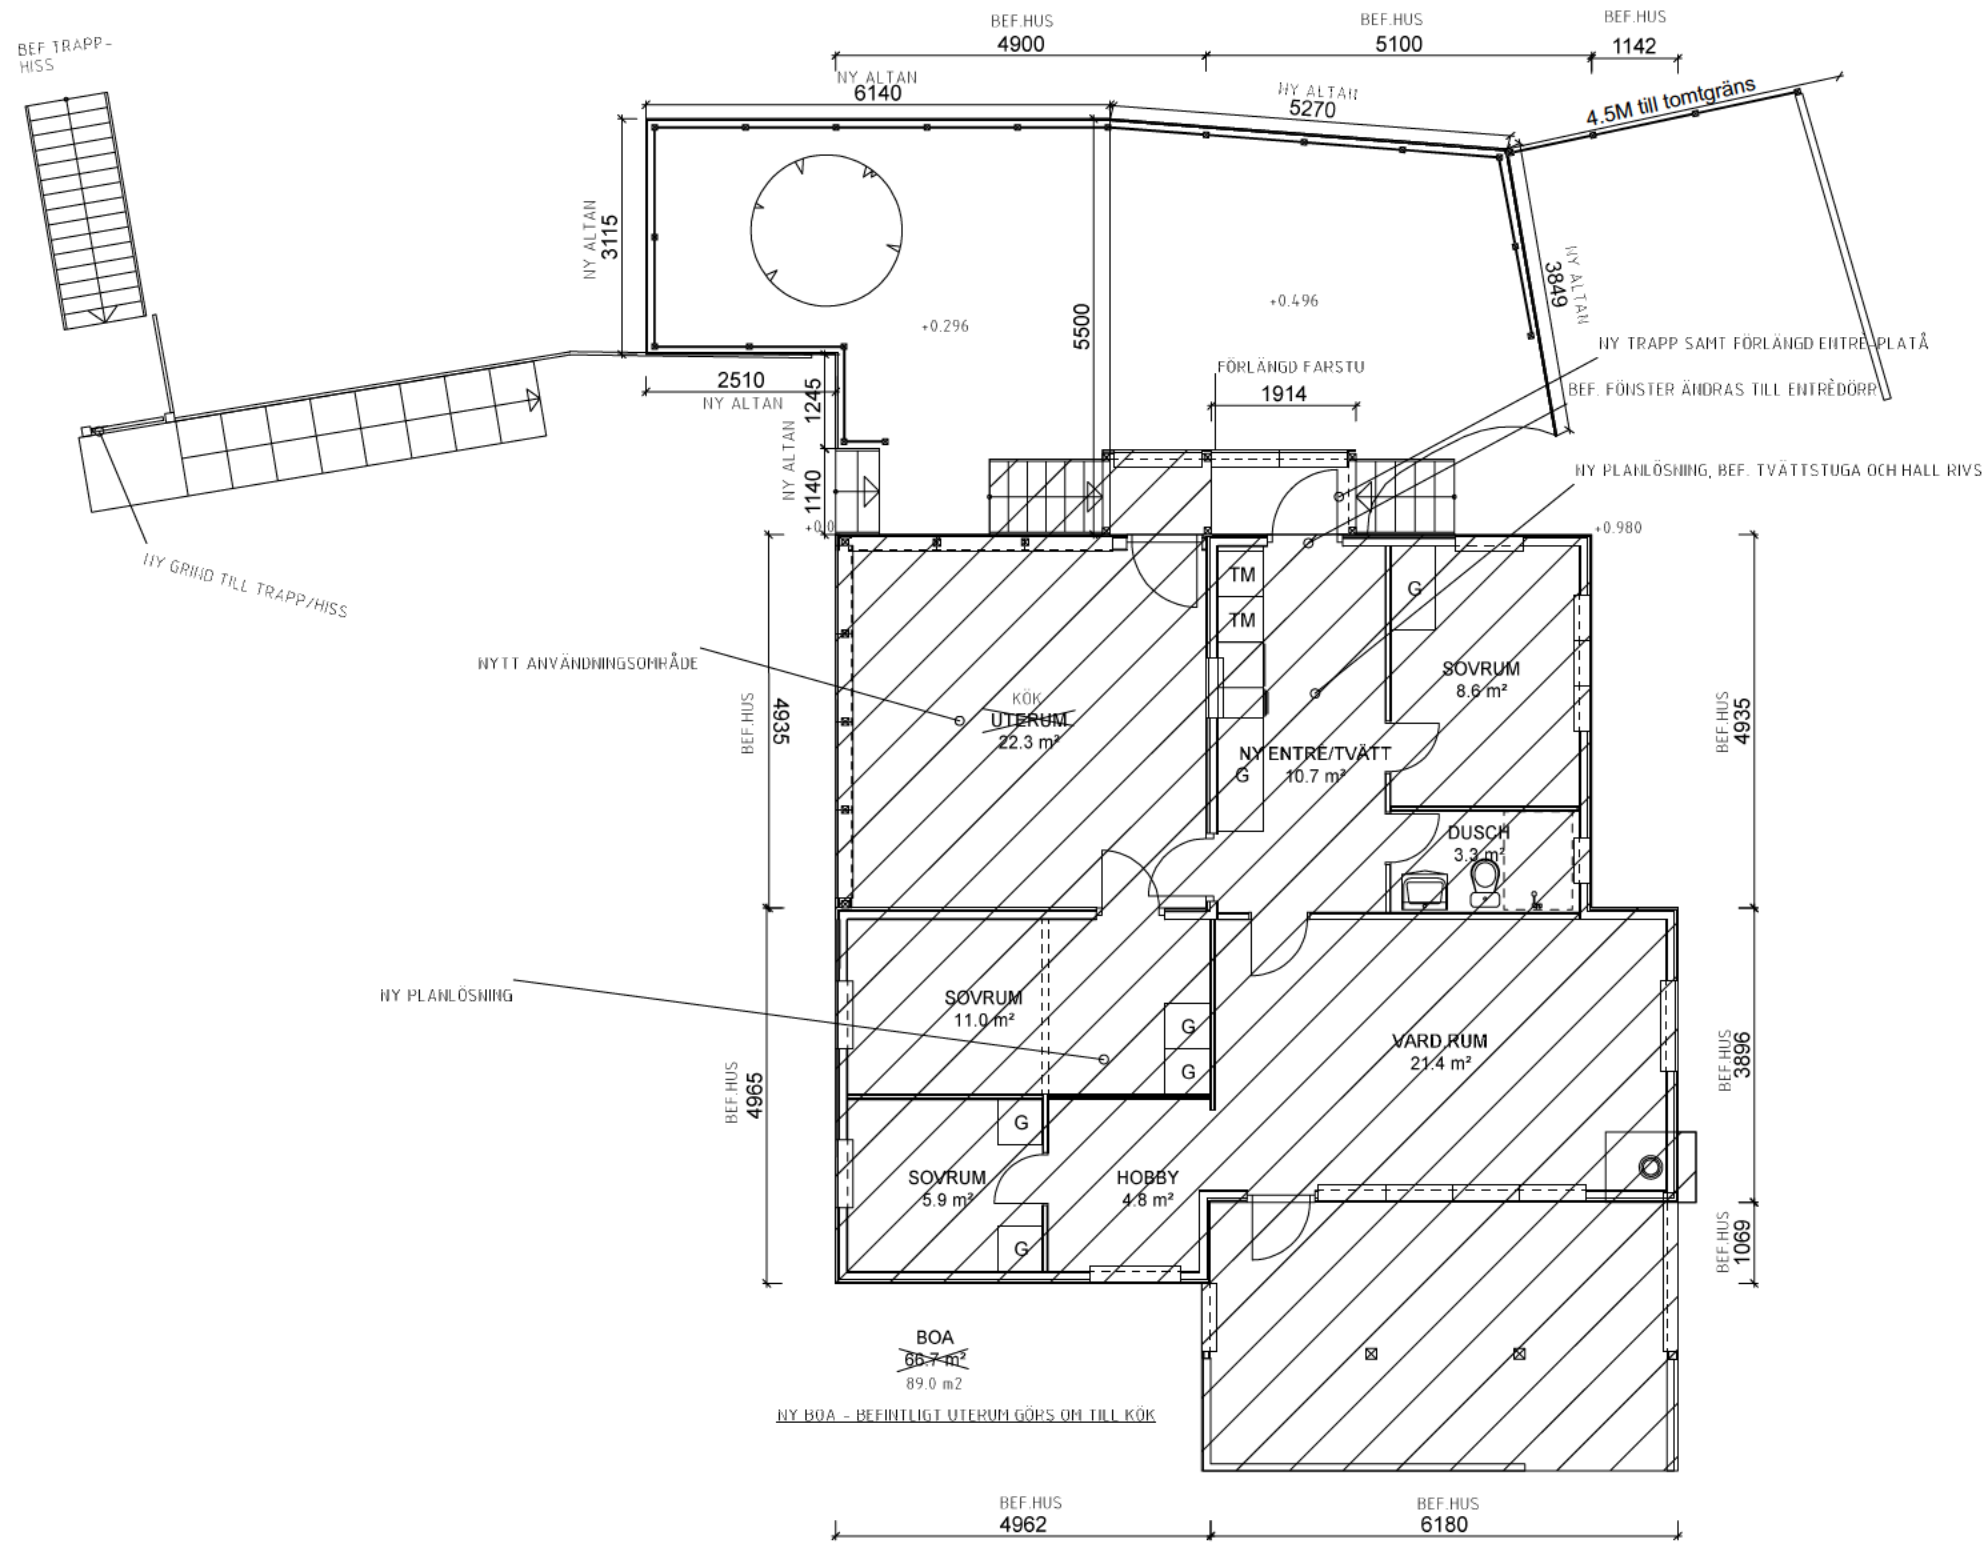 BEF.HUS
4900
BEF.HUS
5100
BEF.HUS
1142
BEF TRAPP-
HISS
NY ALTAN
6140
NY ALTAN
5270
4.5M till tomtgräns
NY ALTAN
3115
5500
+0.296
+0.496
3849
NY ALTAN
NY TRAPP SAMT FÖRLÄNGD ENTRE-PLATÅ
FÖRLÄNGD FARSTU
1914
BEF. FÖNSTER ÄNDRAS TILL ENTRÈDÖRR
2510
NY ALTAN
1245
NY ALTAN
1140
NY PLANLÖSNING, BEF. TVÄTTSTUGA OCH HALL RIVS
+0.0
+0.980
NY GRIND TILL TRAPP/HISS
TM
TM
G
NYTT ANVÄNDNINGSOMRÅDE
SOVRUM
8.6 m²
KÖK
UTERUM
22.3 m²
BEF.HUS
4935
BEF.HUS
4935
NY ENTRE/TVÄTT
G
10.7 m²
DUSCH
3.3 m²
NY PLANLÖSNING
SOVRUM
11.0 m²
G
G
VARD.RUM
21.4 m²
BEF.HUS
3896
BEF.HUS
4965
G
SOVRUM
5.9 m²
HOBBY
4.8 m²
G
BEF.HUS
1069
BOA
66.7 m²
89.0 m2
NY BOA - BEFINTLIGT UTERUM GÖRS OM TILL KÖK
BEF.HUS
4962
BEF.HUS
6180